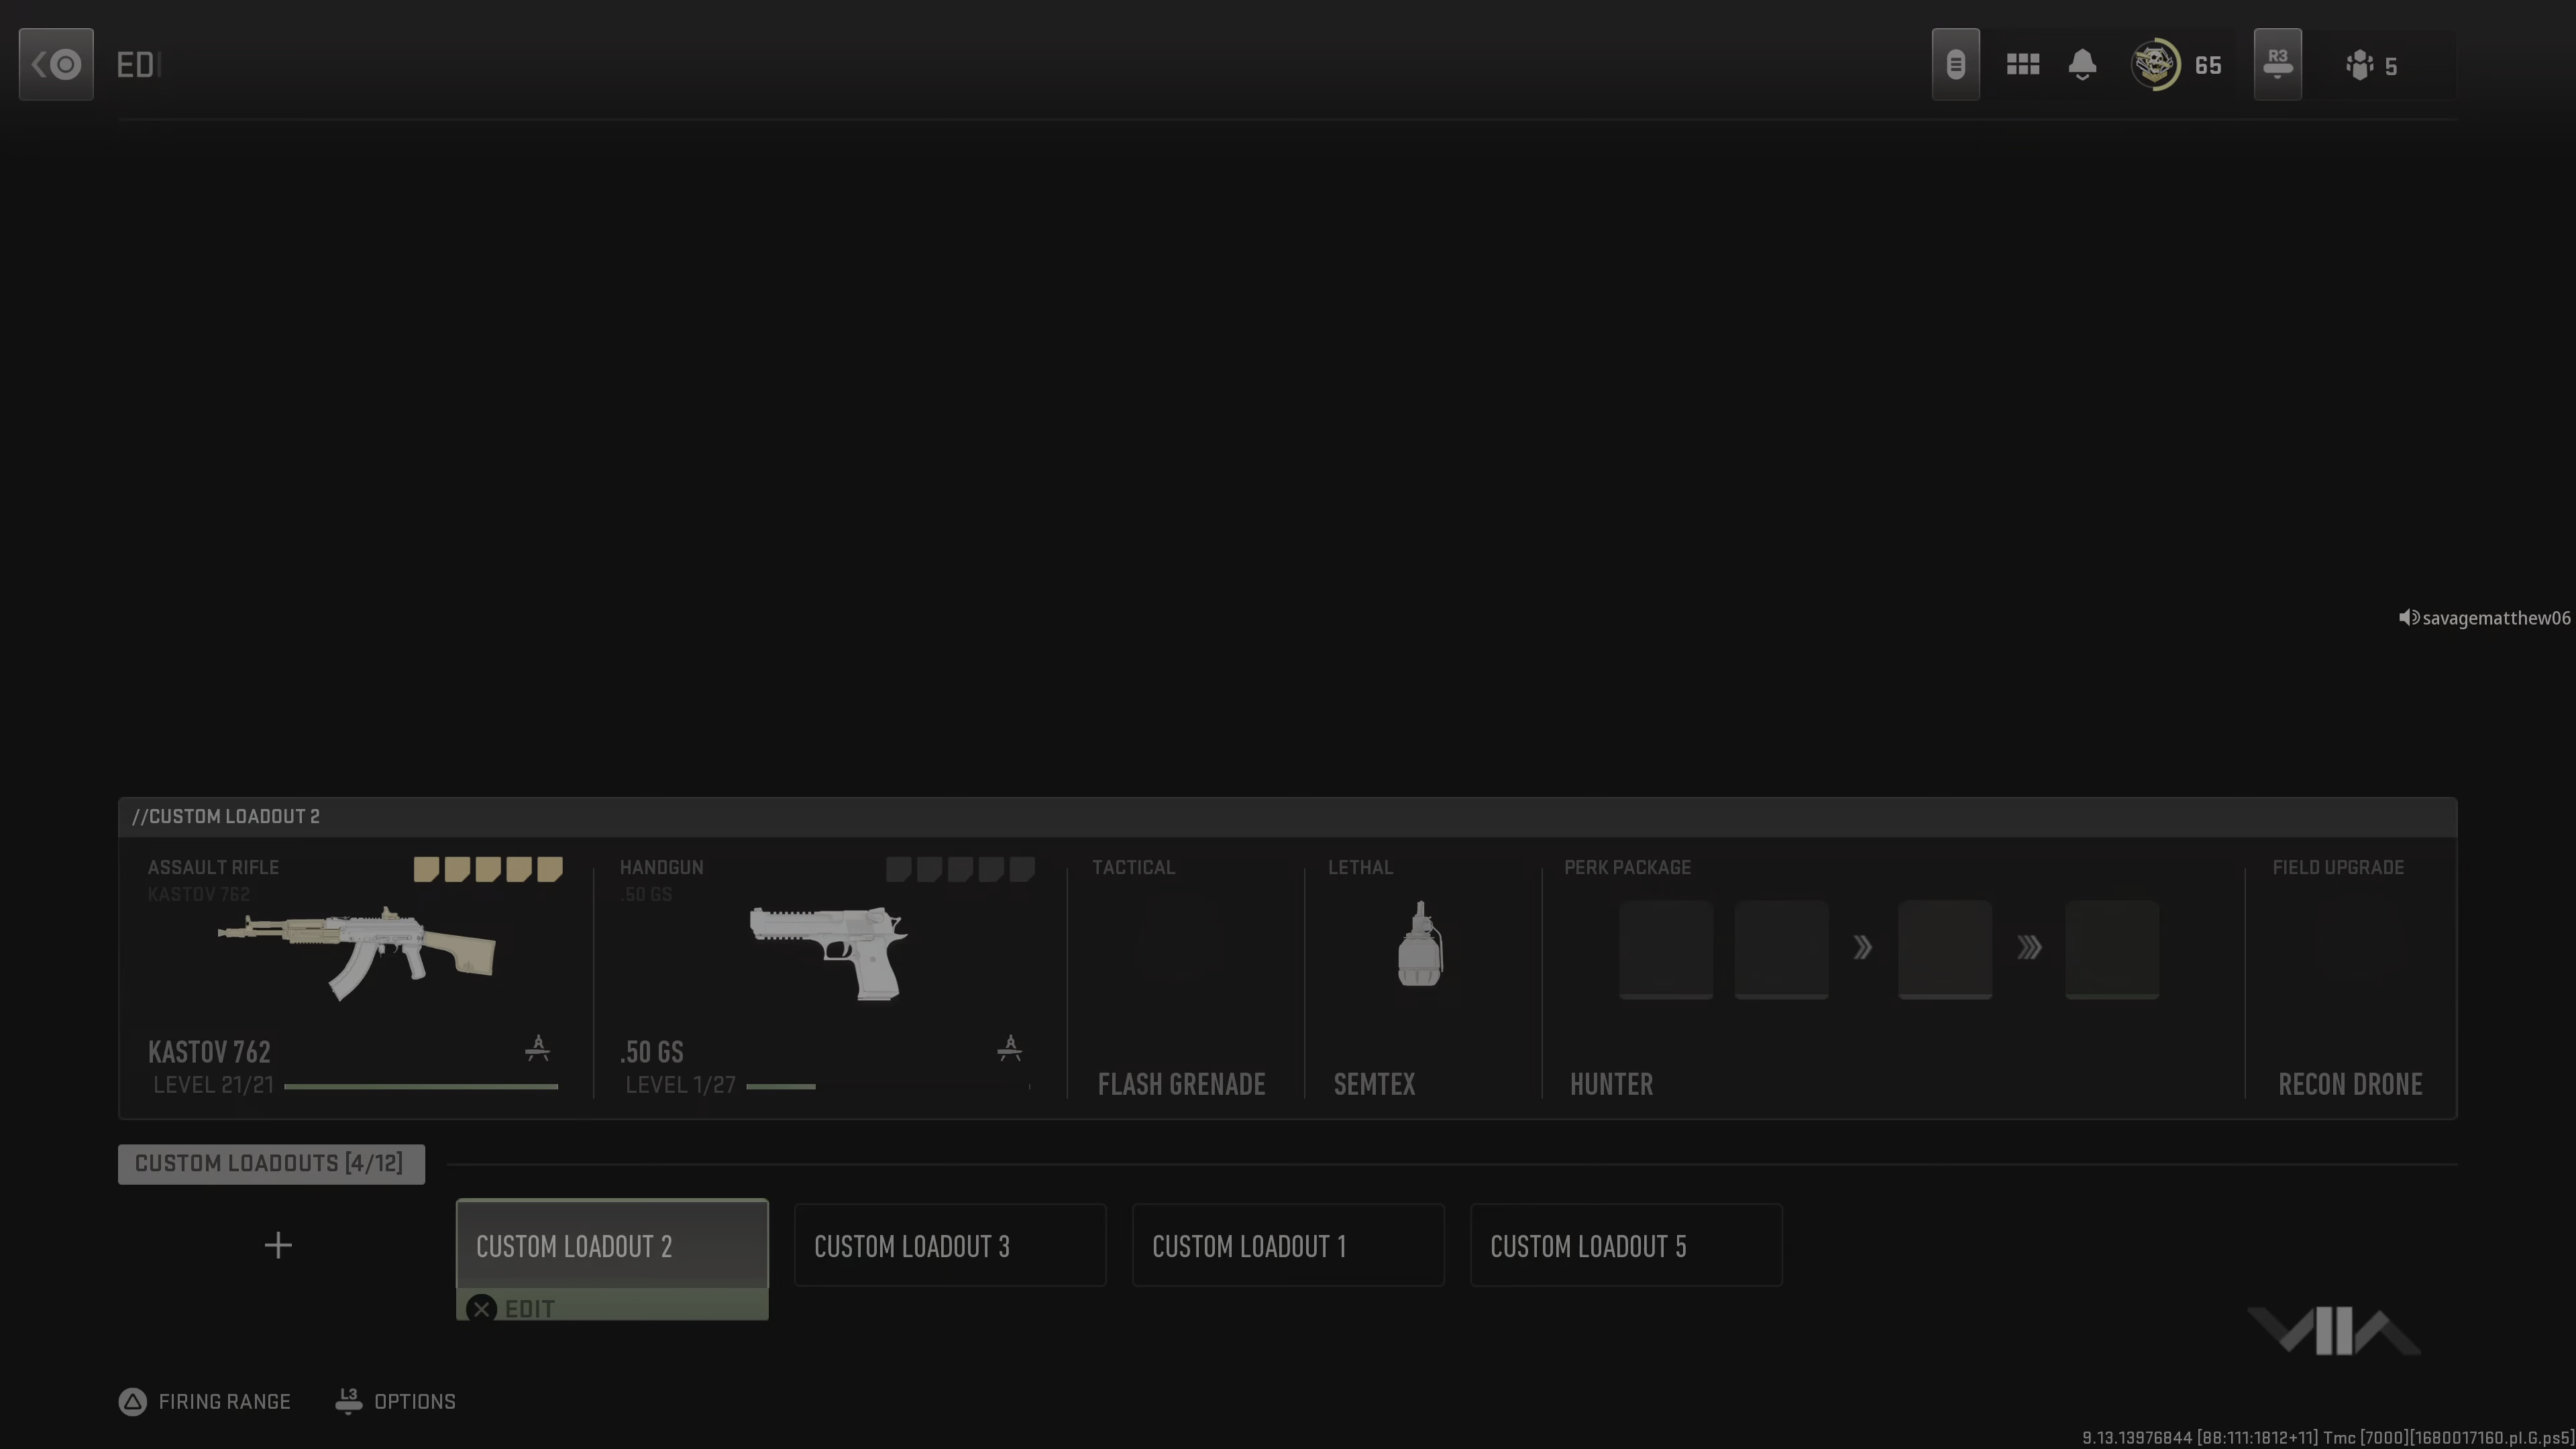 ED
65
R3
5
savagematthew06
//CUSTOM LOADOUT 2
ASSAULT RIFLE
KASTOV 762
HANDGUN
.50 GS
TACTICAL
LETHAL
PERK PACKAGE
FIELD UPGRADE
KASTOV 762
LEVEL 21/21
.50 GS
LEVEL 1/27
FLASH GRENADE
SEMTEX
HUNTER
RECON DRONE
CUSTOM LOADOUTS [4/12]
CUSTOM LOADOUT 2
CUSTOM LOADOUT 3
CUSTOM LOADOUT 1
CUSTOM LOADOUT 5
EDIT
FIRING RANGE
L3 OPTIONS
9.13.13976844 [88:111:1812+11] Tmc [7000][1680017160.pl.G.ps5]